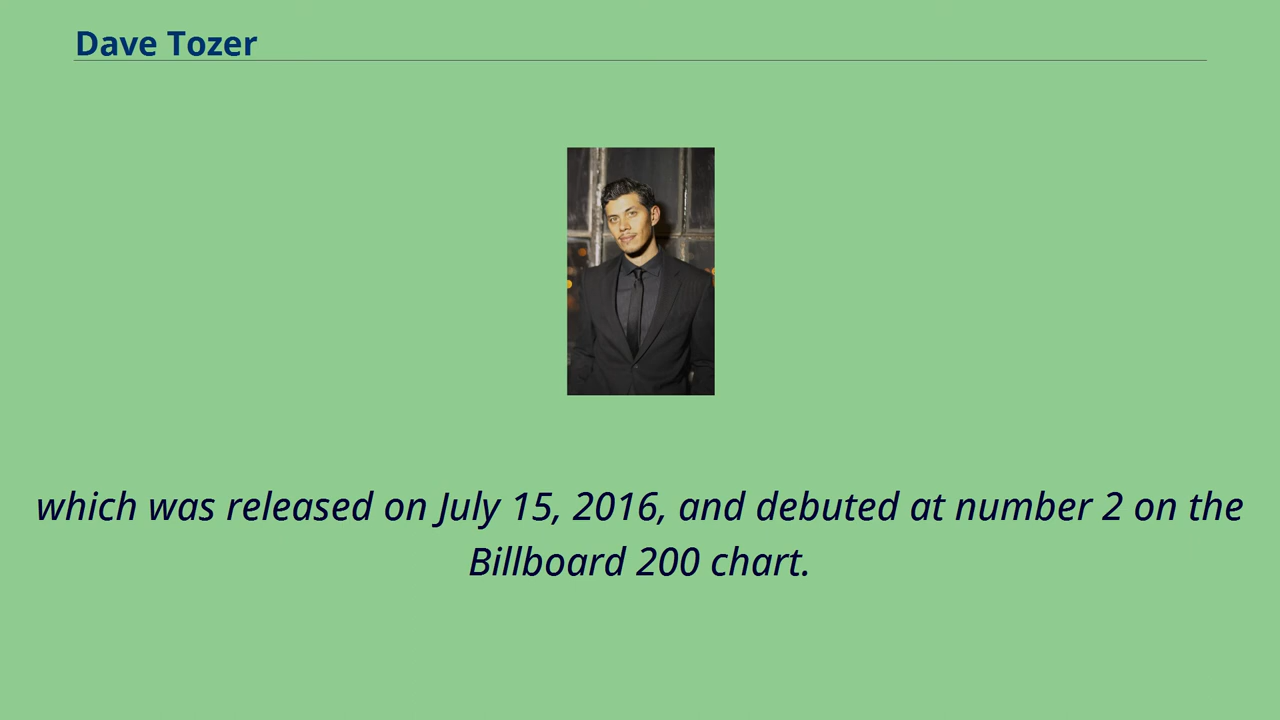 Dave Tozer
which was released on July 15, 2016, and debuted at number 2 on the
Billboard 200 chart.